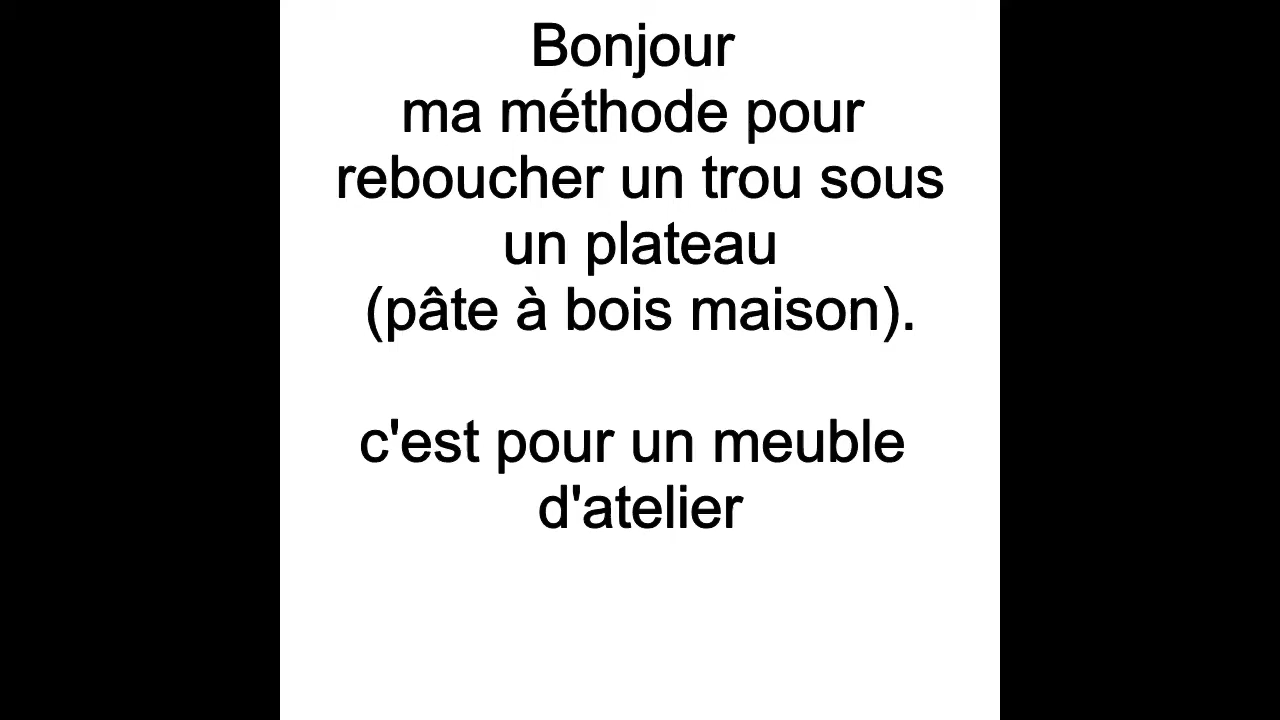 Bonjour
ma méthode pour
reboucher un trou sous
un plateau
(pâte à bois maison).
c'est pour un meuble
d'atelier